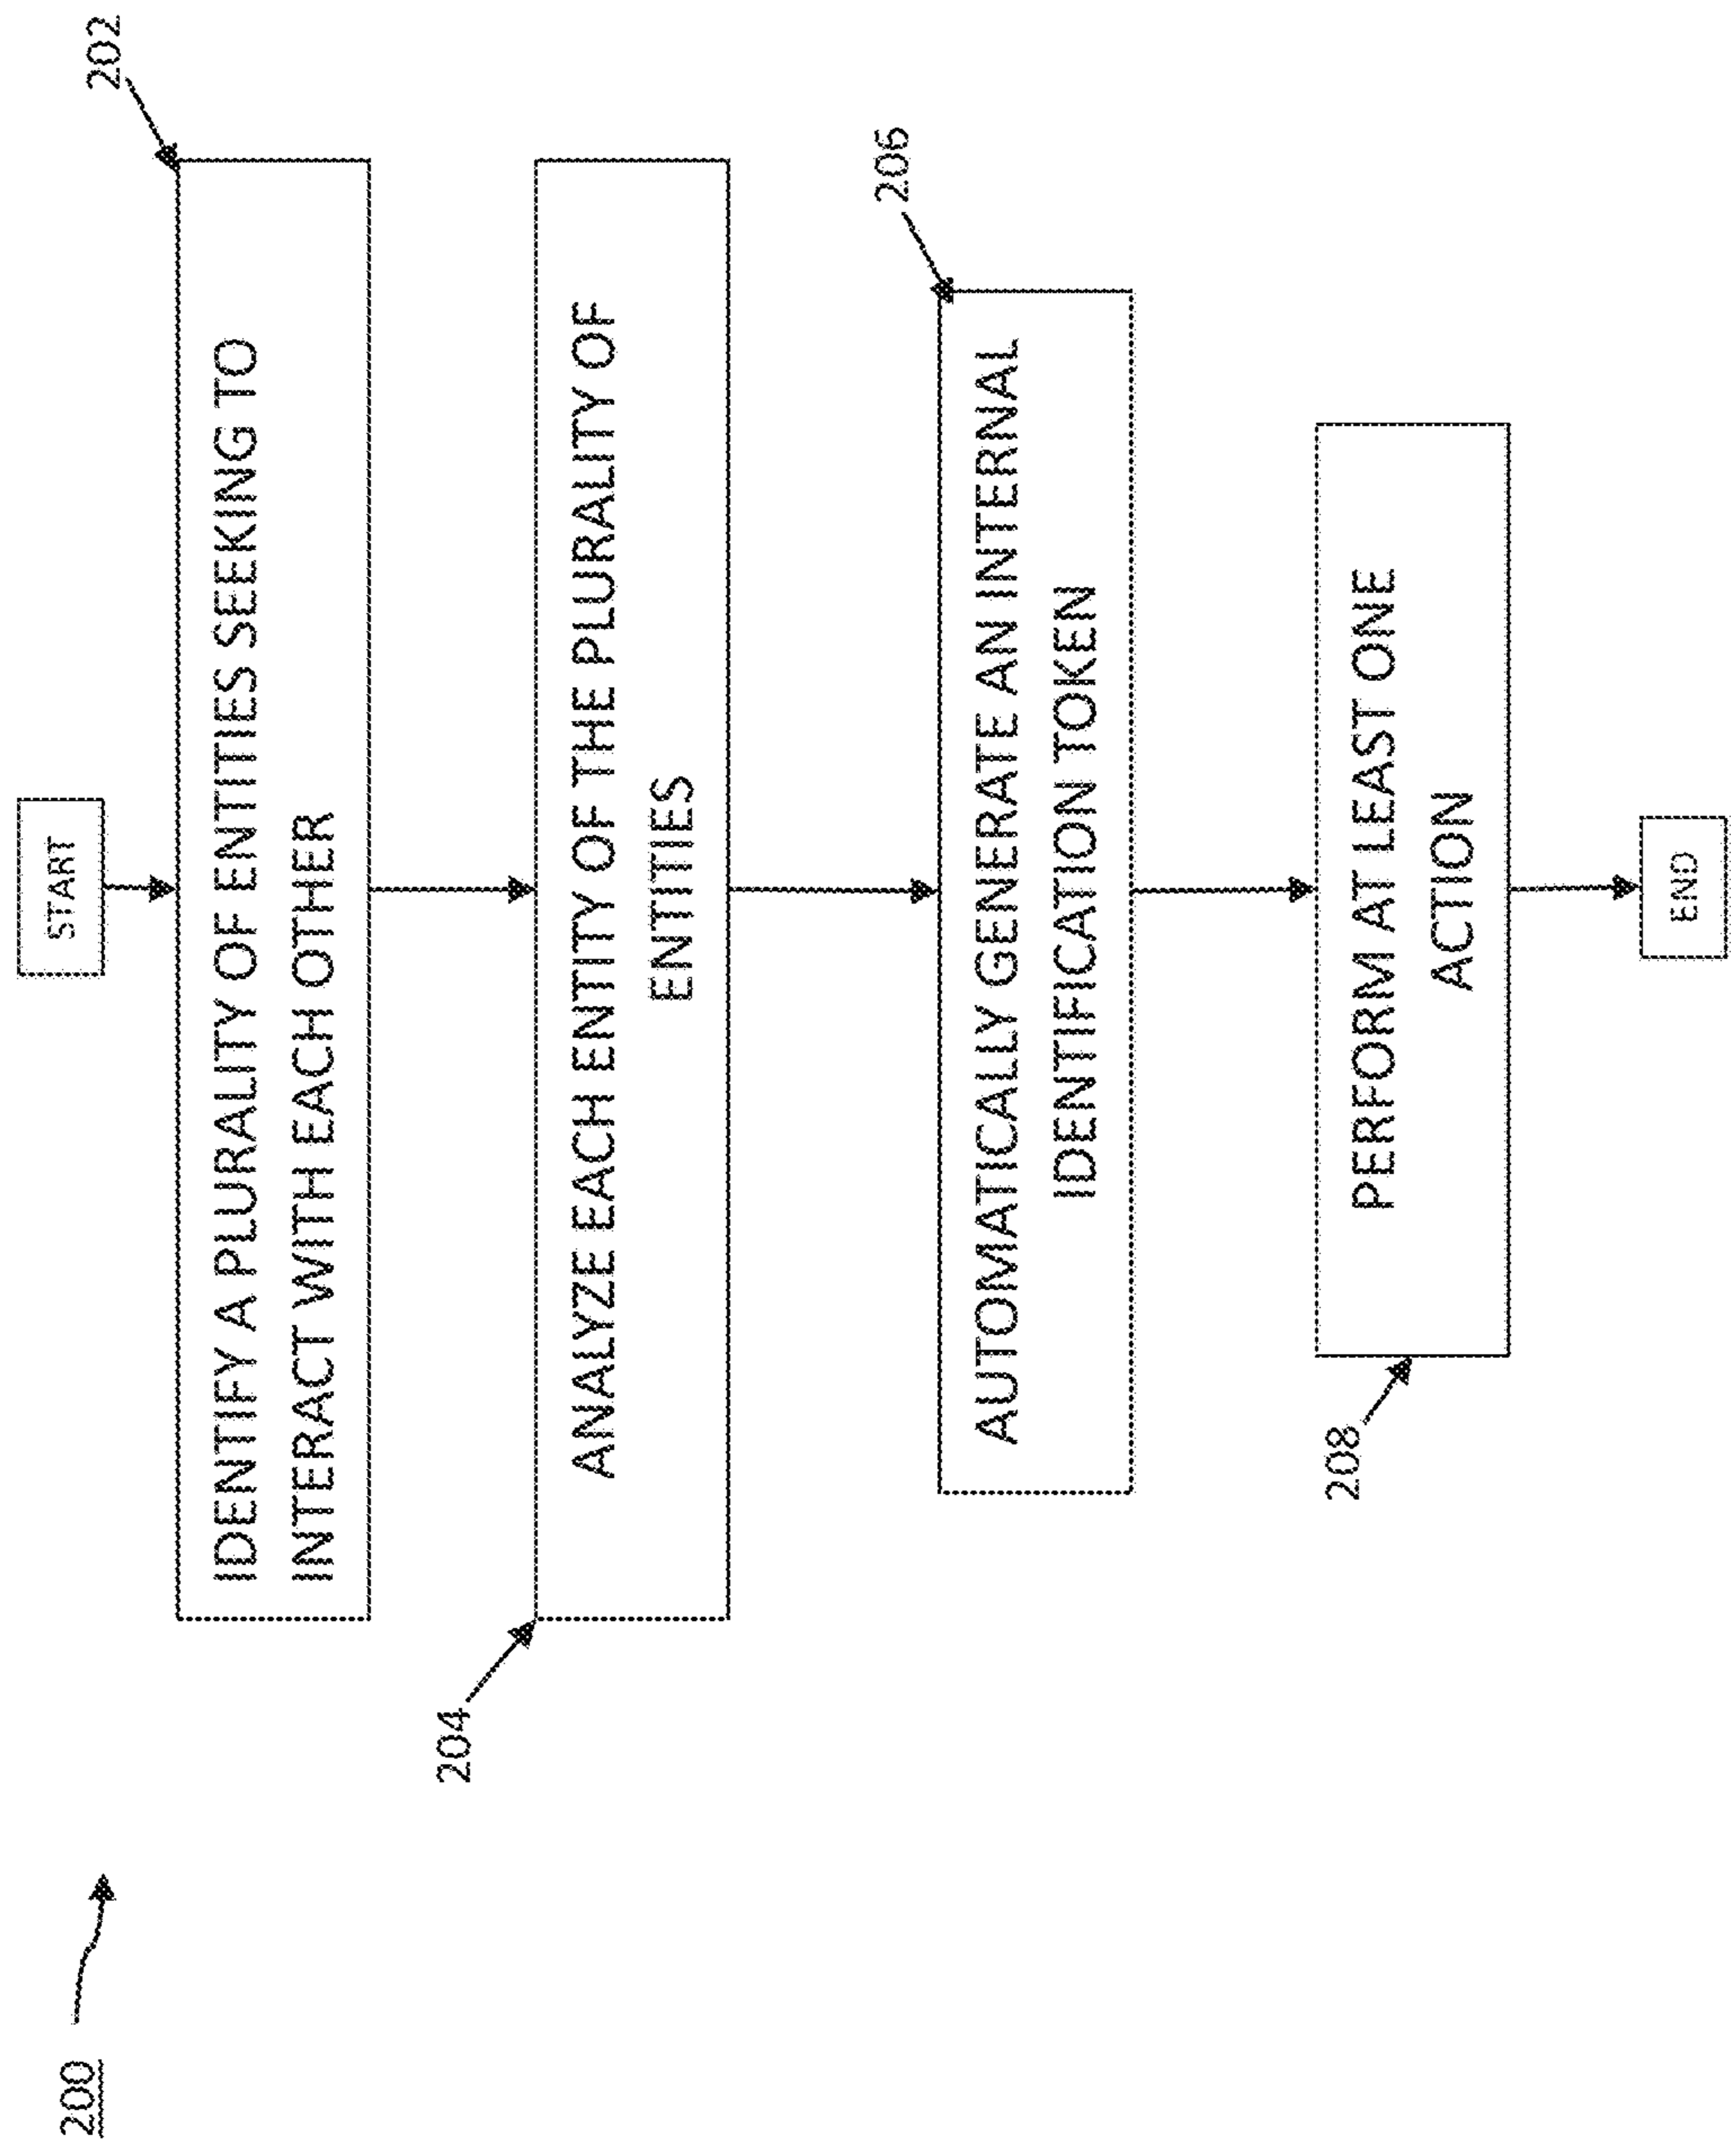 200
START
202
IDENTIFY A PLURALITY OF ENTITIES SEEKING TO
INTERACT WITH EACH OTHER
204
ANALYZE EACH ENTITY OF THE PLURALITY OF
ENTITIES
206
AUTOMATICALLY GENERATE AN INTERNAL
IDENTIFICATION TOKEN
208
PERFORM AT LEAST ONE
ACTION
END